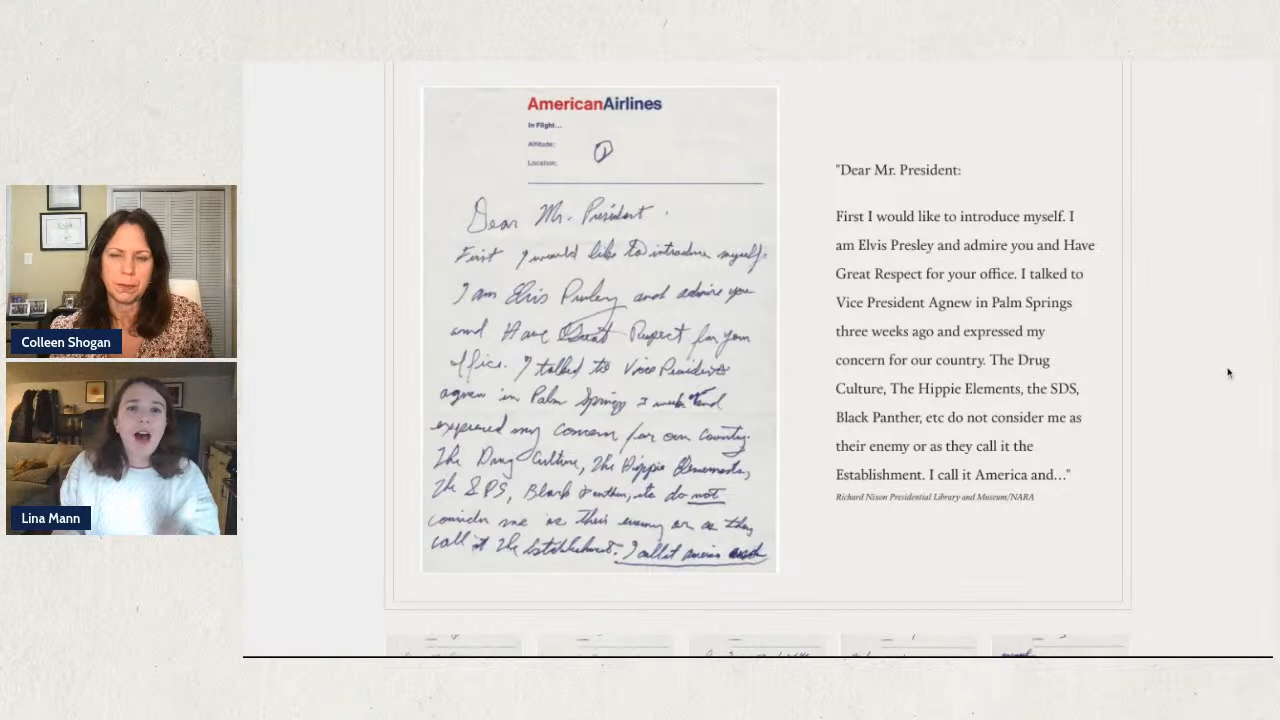 AmericanAirlines
In Flight...
Altitude:
Location:
1
Dear Mr. President.
First I would like to introduce myself.
I am Elvis Presley and admire you
and Have Great Respect for your
office. I talked to Vice President
agnew in Palm Springs 3 weeks and
expressed my concern for our country.
The Drug Culture, The Hippie Elements,
The SDS, Black Panthers, etc do not
consider me as their enemy or as they
call it The Establishment. I call it america and
"Dear Mr. President:
First I would like to introduce myself. I
am Elvis Presley and admire you and Have
Great Respect for your office. I talked to
Vice President Agnew in Palm Springs
three weeks ago and expressed my
concern for our country. The Drug
Culture, The Hippie Elements, the SDS,
Black Panther, etc do not consider me as
their enemy or as they call it the
Establishment. I call it America and..."
Richard Nixon Presidential Library and Museum/NARA
Colleen Shogan
Lina Mann